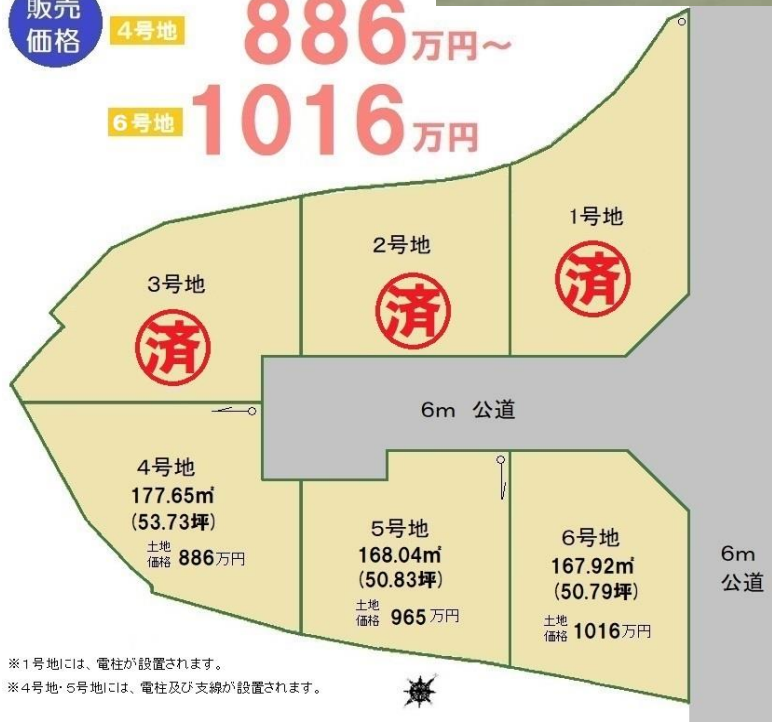 販売
価格
4号地 886万円～
6号地 1016万円
1号地
済
2号地
済
3号地
済
6m 公道
4号地
177.65㎡
(53.73坪)
土地
価格 886万円
5号地
168.04㎡
(50.83坪)
土地
価格 965万円
6号地
167.92㎡
(50.79坪)
土地
価格 1016万円
6m
公道
※1号地には、電柱が設置されます。
※4号地・5号地には、電柱及び支線が設置されます。